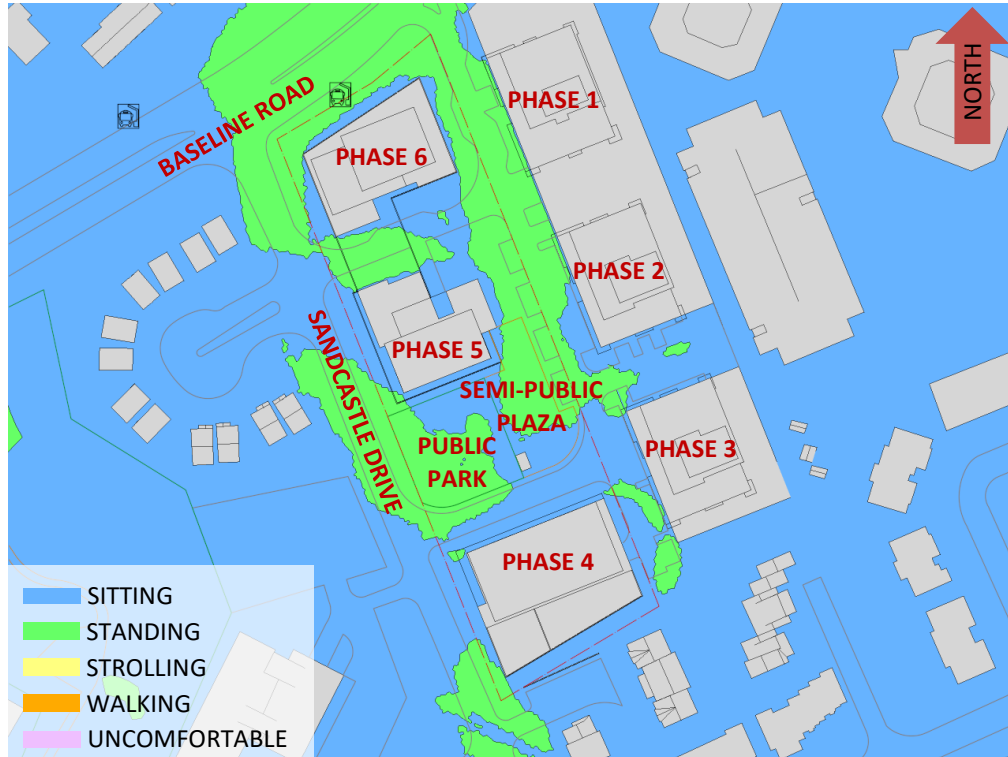 NORTH
BASELINE ROAD
PHASE 1
PHASE 6
PHASE 2
SANDCASTLE DRIVE
PHASE 5
SEMI-PUBLIC
PLAZA
PUBLIC
PARK
PHASE 3
PHASE 4
SITTING
STANDING
STROLLING
WALKING
UNCOMFORTABLE